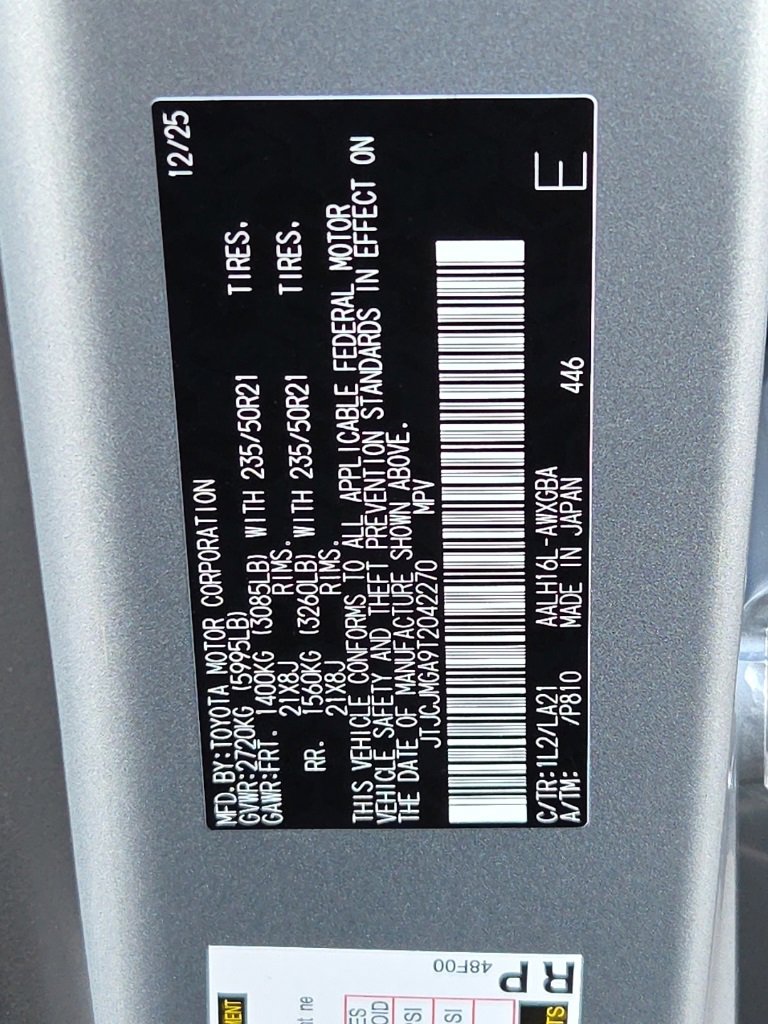 MFD.BY:TOYOTA MOTOR CORPORATION 12/25
GVWR:2720KG (5995LB)
GAWR:FRT. 1400KG (3085LB) WITH 235/50R21 TIRES,
21X8J RIMS.
RR. 1560KG (3260LB) WITH 235/50R21 TIRES,
21X8J RIMS.
THIS VEHICLE CONFORMS TO ALL APPLICABLE FEDERAL MOTOR
VEHICLE SAFETY AND THEFT PREVENTION STANDARDS IN EFFECT ON
THE DATE OF MANUFACTURE SHOWN ABOVE.
JTJCJMGA9T2042270 MPV
E
C/TR:1L2/LA21 AALH16L-AWXGBA
A/TM: /P810 MADE IN JAPAN 446
48F00
RP